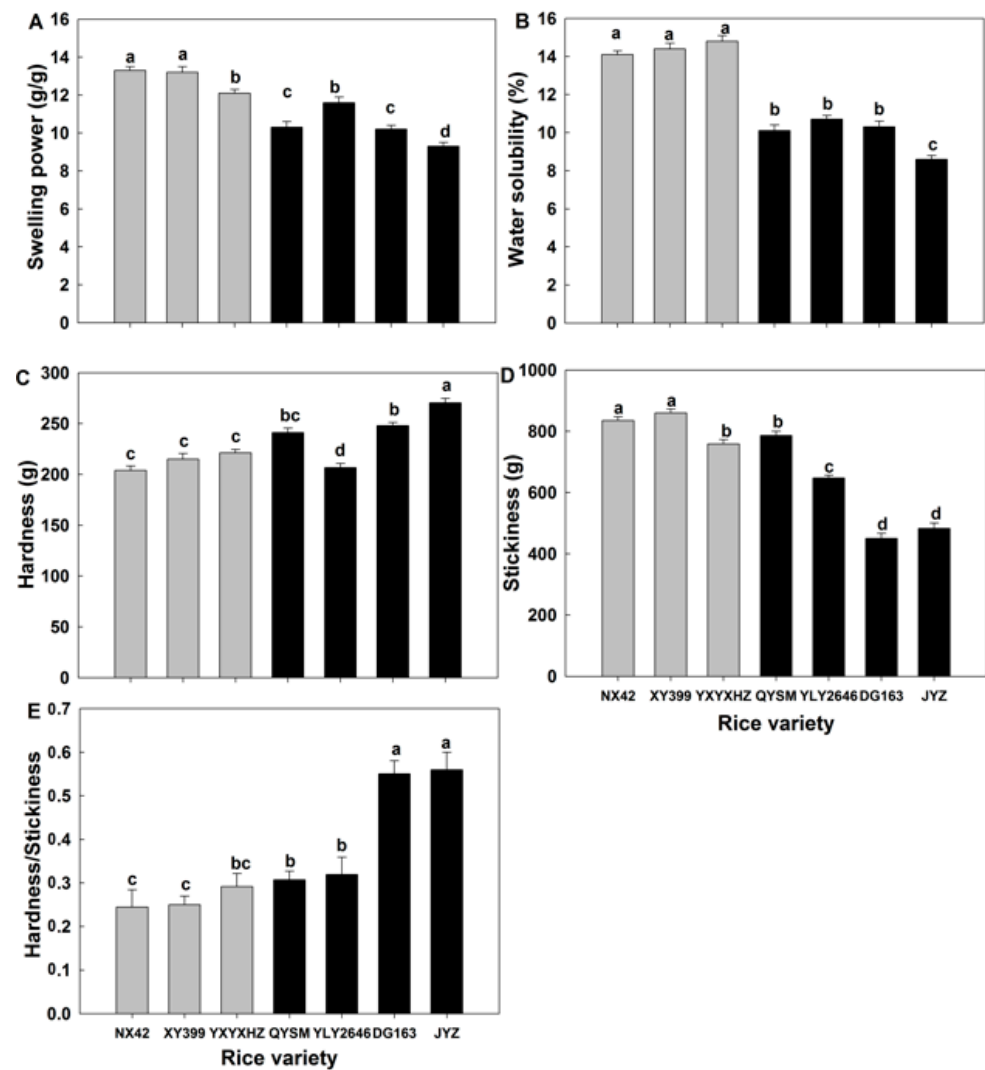 A
Swelling power (g/g)
16
14
12
10
8
6
4
2
0
a
a
b
c
b
c
d
B
Water solubility (%)
16
14
12
10
8
6
4
2
0
a
a
a
b
b
b
c
C
Hardness (g)
300
250
200
150
100
50
0
c
c
c
bc
d
b
a
D
Stickiness (g)
1000
800
600
400
200
0
a
a
b
b
c
d
d
NX42 XY399 YXYXHZ QYSM YLY2646 DG163 JYZ
Rice variety
E
Hardness/Stickiness
0.7
0.6
0.5
0.4
0.3
0.2
0.1
0.0
c
c
bc
b
b
a
a
NX42 XY399 YXYXHZ QYSM YLY2646 DG163 JYZ
Rice variety